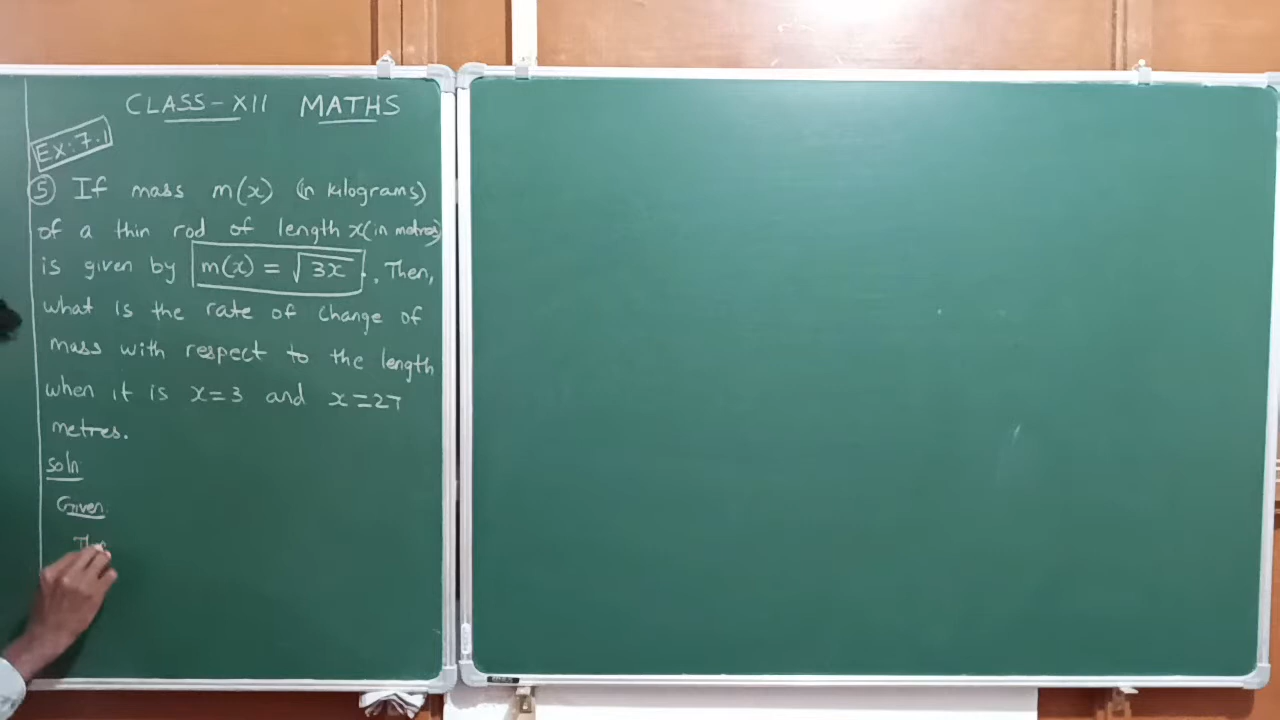 CLASS-XII MATHS
Ex: 7.1
⑤ If mass m(x) (in kilograms)
of a thin rod of length x (in metres)
is given by m(x) = √3x. , Then,
what is the rate of change of
mass with respect to the length
when it is x=3 and x=27
metres.
soln
Given: